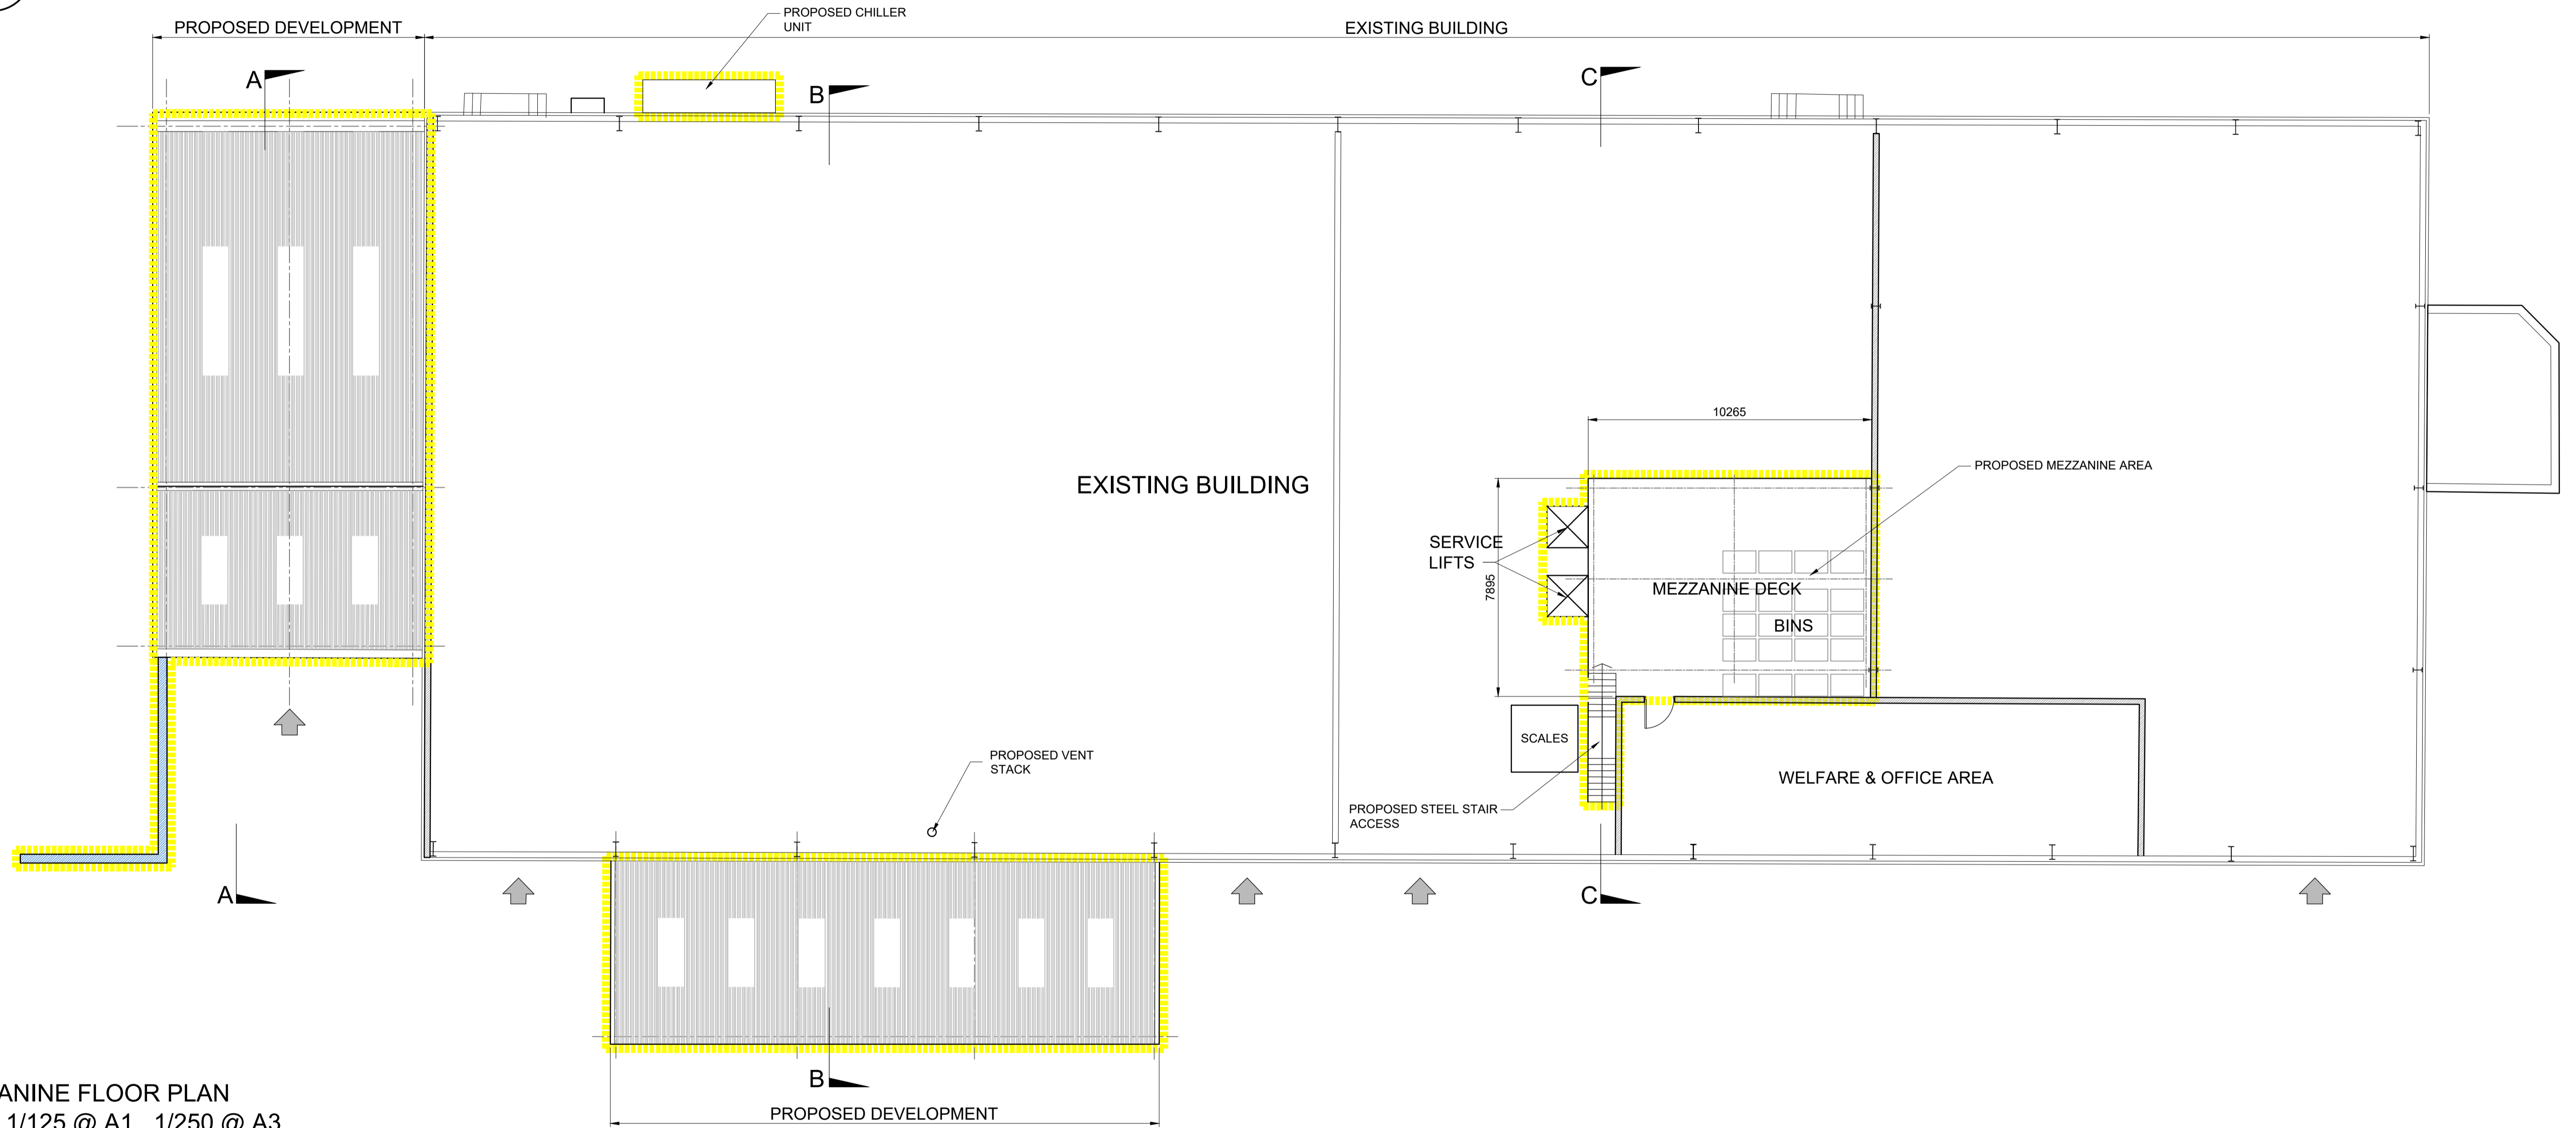 PROPOSED CHILLER
UNIT
PROPOSED DEVELOPMENT
EXISTING BUILDING
A
B
C
10265
PROPOSED MEZZANINE AREA
EXISTING BUILDING
SERVICE
LIFTS
7895
MEZZANINE DECK
BINS
SCALES
PROPOSED VENT
STACK
WELFARE & OFFICE AREA
PROPOSED STEEL STAIR
ACCESS
A
C
B
ANINE FLOOR PLAN
1/125 @ A1 1/250 @ A3
PROPOSED DEVELOPMENT